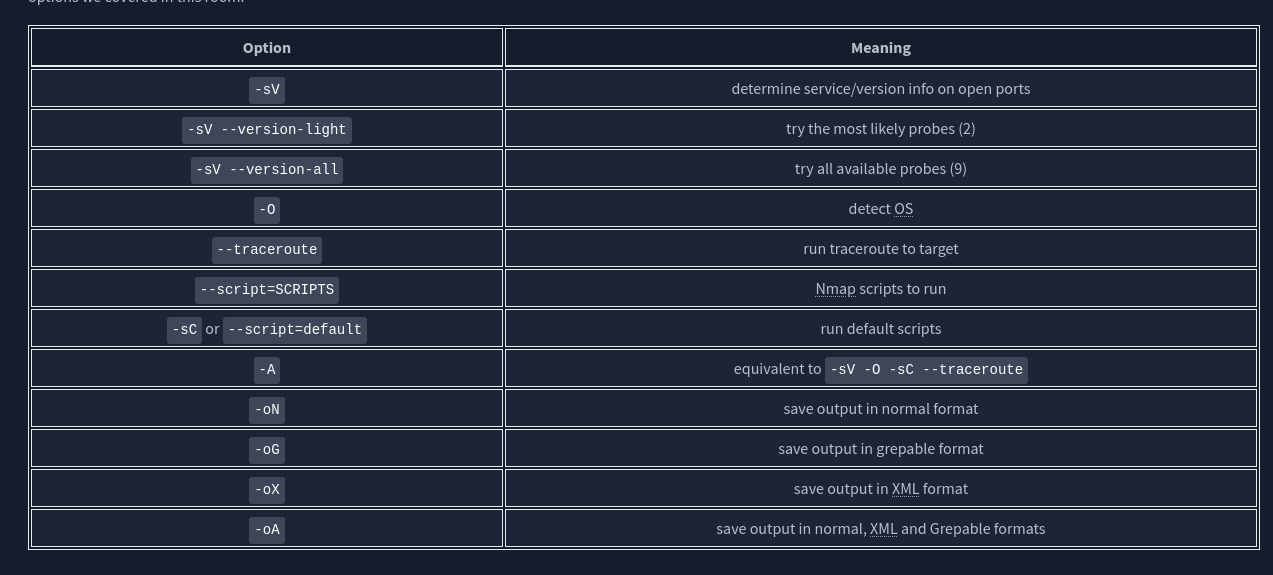 options we covered in this room.
Option Meaning
-sV determine service/version info on open ports
-sV --version-light try the most likely probes (2)
-sV --version-all try all available probes (9)
-O detect OS
--traceroute run traceroute to target
--script=SCRIPTS Nmap scripts to run
-sC or --script=default run default scripts
-A equivalent to -sV -O -sC --traceroute
-oN save output in normal format
-oG save output in grepable format
-oX save output in XML format
-oA save output in normal, XML and Grepable formats